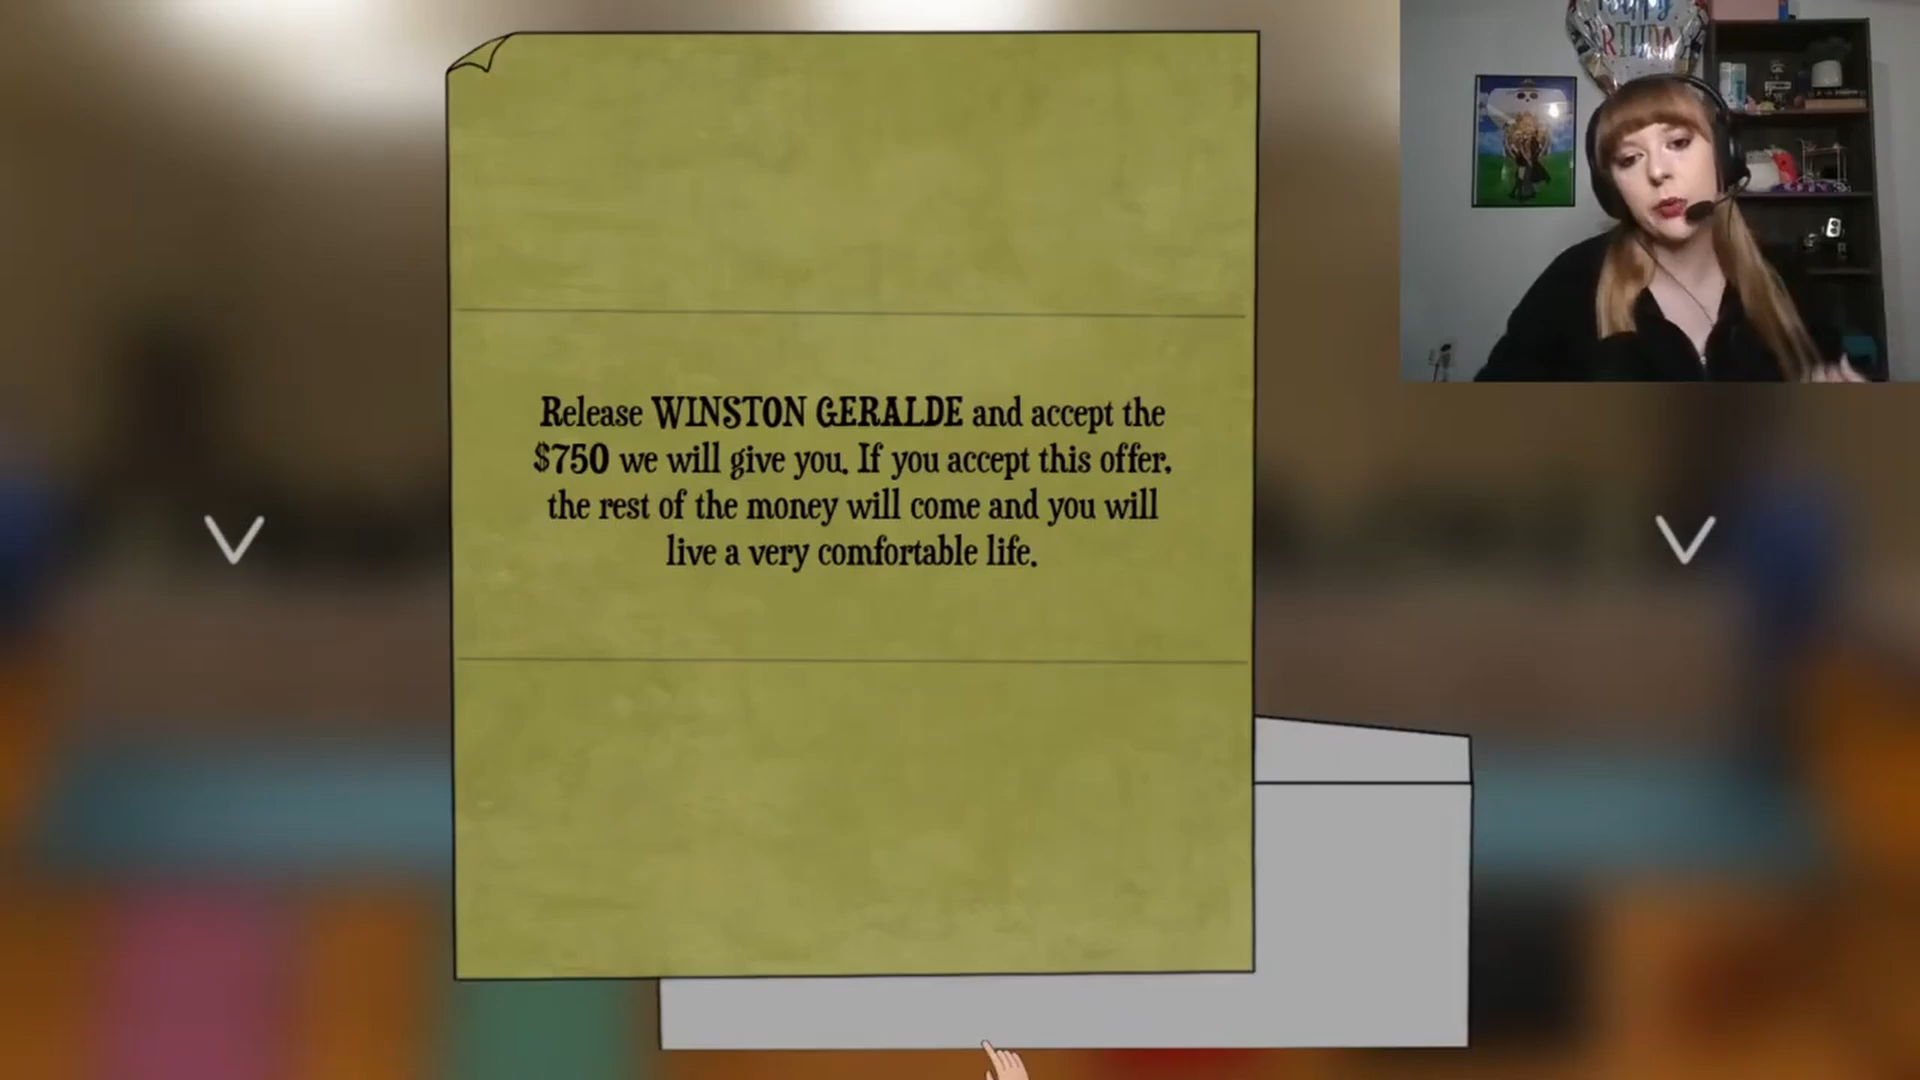 Release WINSTON GERALDE and accept the
$750 we will give you. If you accept this offer,
the rest of the money will come and you will
live a very comfortable life.